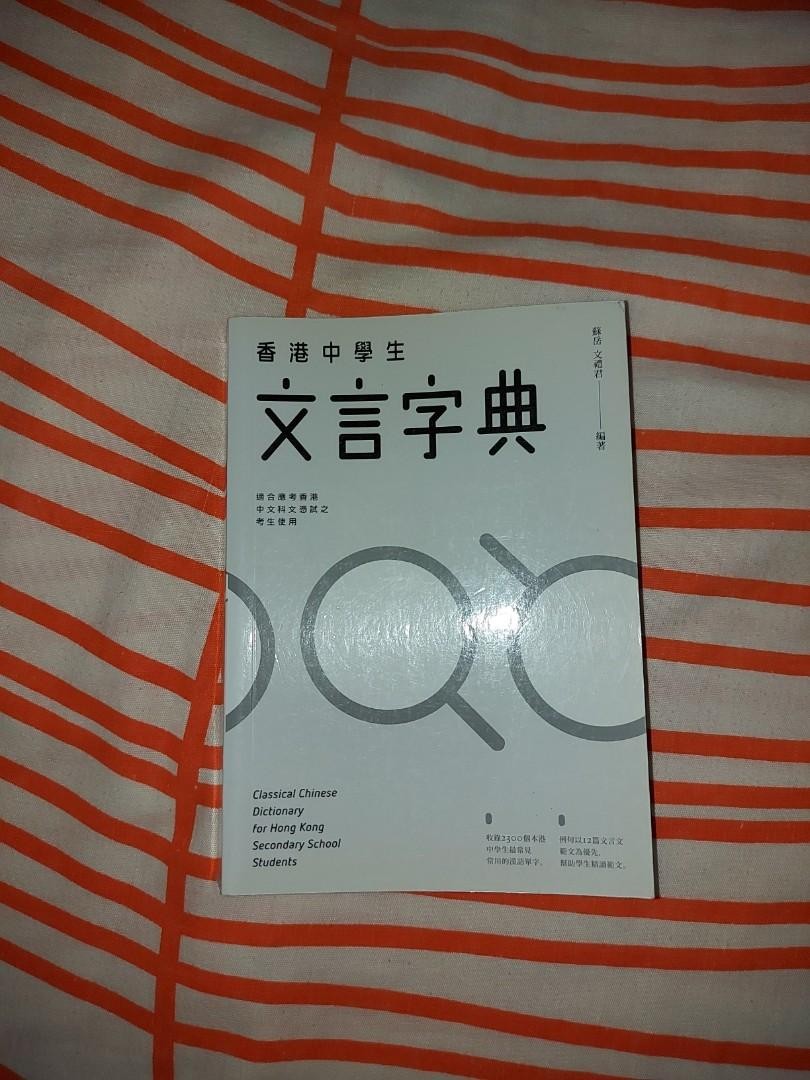 香港中學生
文言字典
蘇岳 文禮君——編著
適合應考香港
中文科文憑試之
考生使用
Classical Chinese
Dictionary
for Hong Kong
Secondary School
Students
收錄2300個本港
中學生最常見
常用的漢語單字。
例句以12篇文言文
範文為優先，
幫助學生精讀範文。